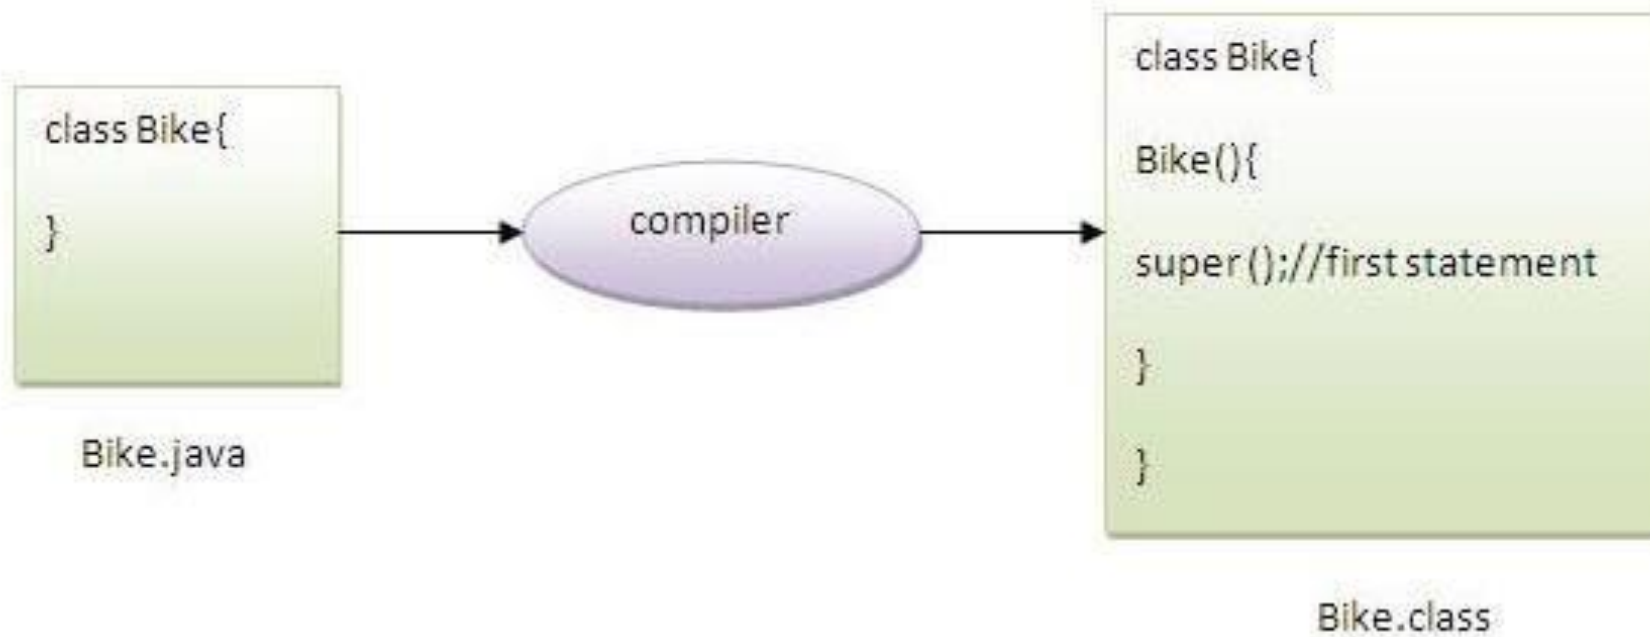 class Bike{
}
Bike.java
compiler
class Bike{
Bike(){
super();//first statement
}
}
Bike.class